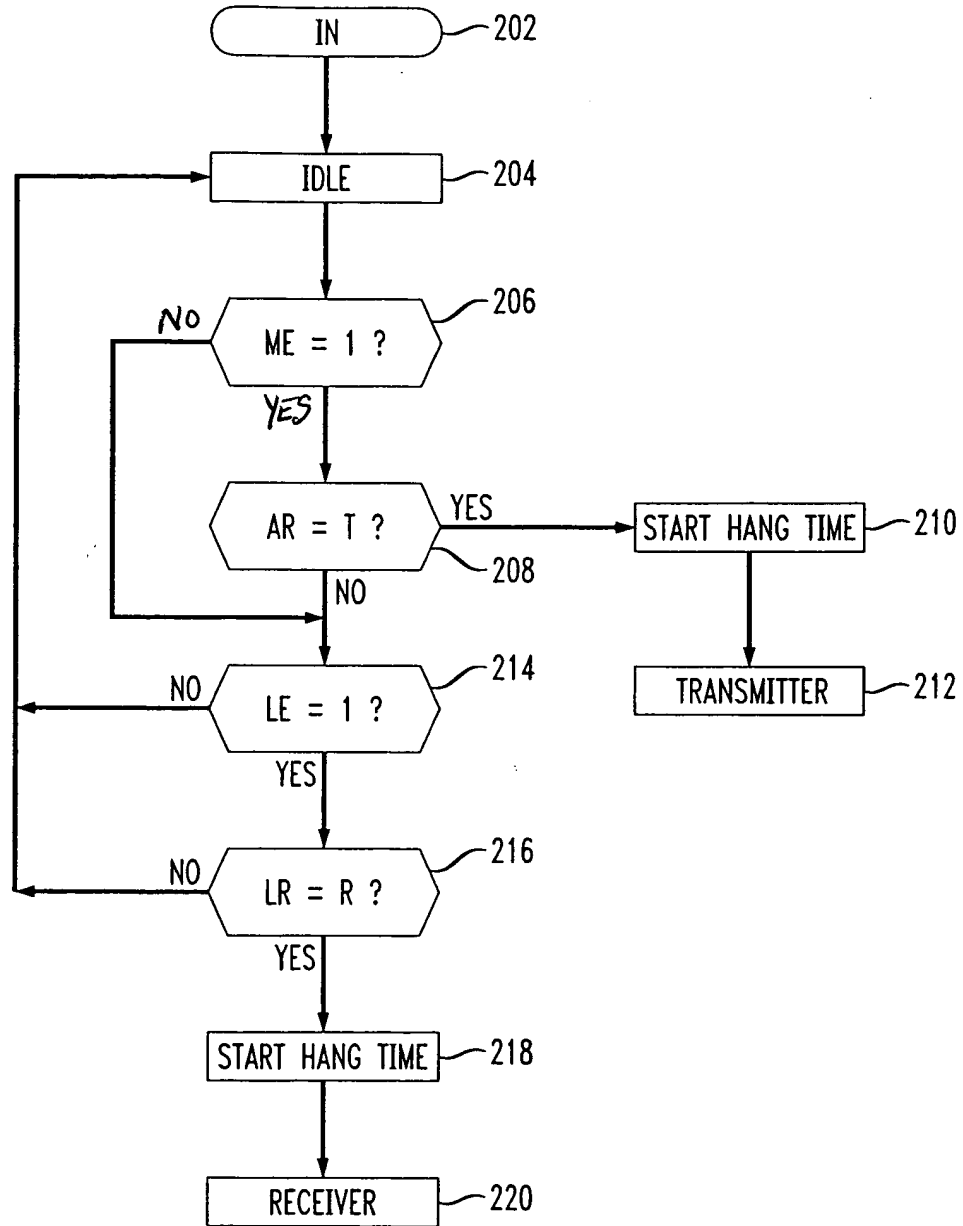 IN 202
IDLE 204
206
NO
ME = 1 ?
YES
AR = T ? YES
208
NO
START HANG TIME 210
TRANSMITTER 212
214
NO
LE = 1 ?
YES
216
NO
LR = R ?
YES
START HANG TIME 218
RECEIVER 220